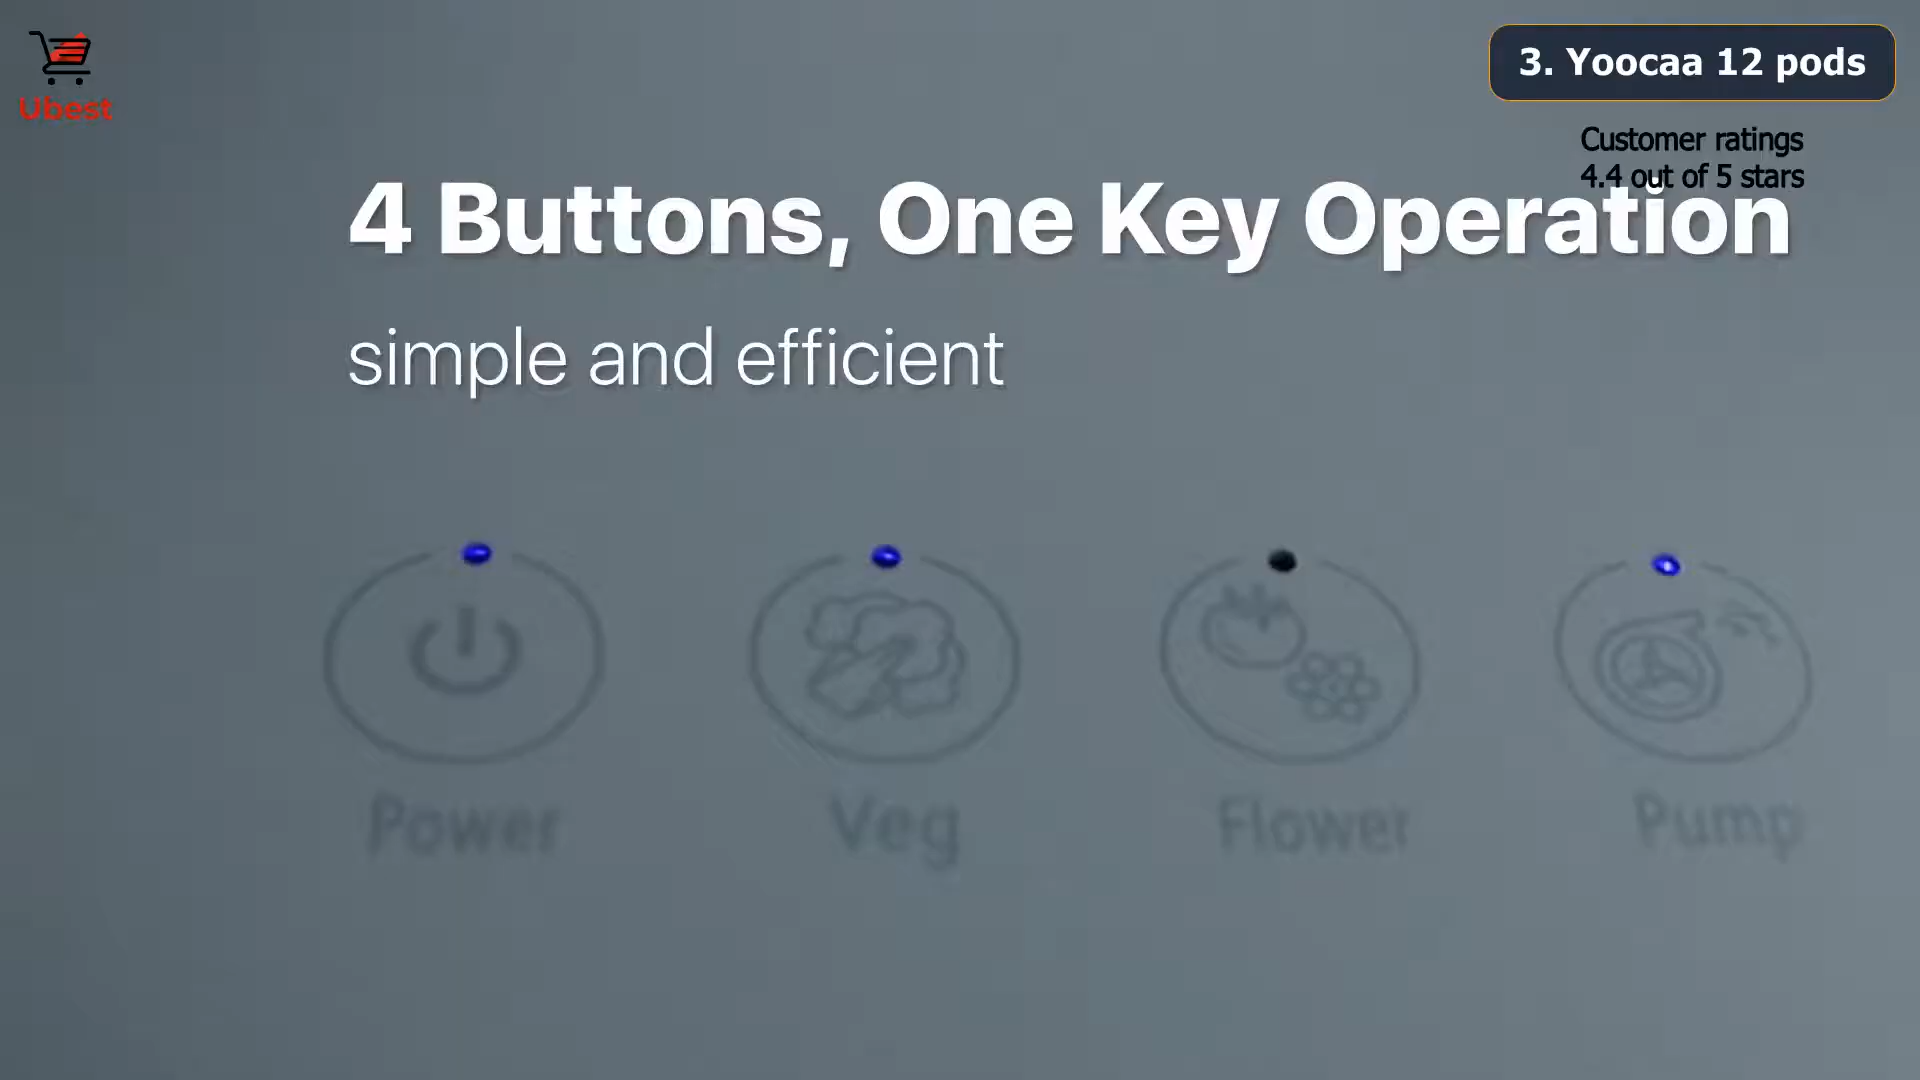 Ubest
3. Yoocaa 12 pods
Customer ratings
4.4 out of 5 stars
4 Buttons, One Key Operation
simple and efficient
Power
Veg
Flower
Pump